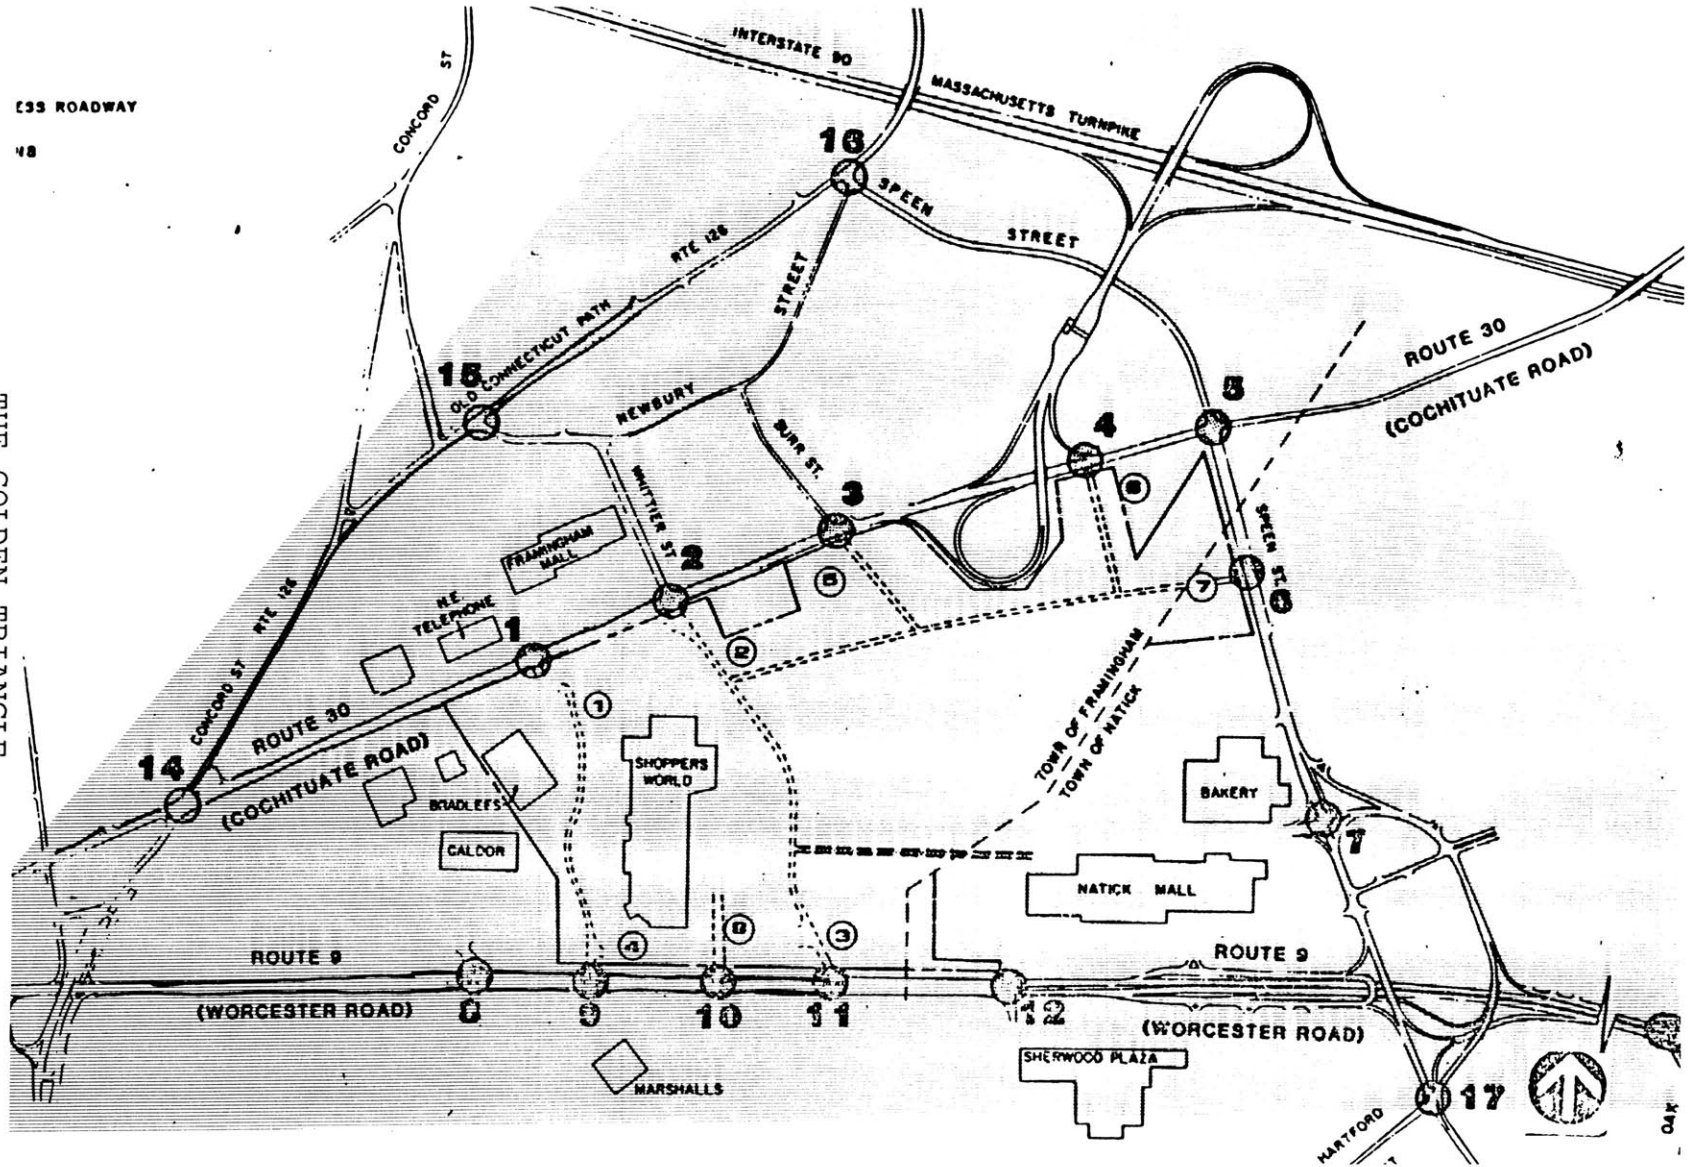 INTERSTATE 90
MASSACHUSETTS TURNPIKE
ESS ROADWAY
CONCORD ST
16
SPEEN
STREET
RTE 126
STREET
ROUTE 30
(COCHITUATE ROAD)
OLD CONNECTICUT PATH
15
NEWBURY
BURR ST.
5
4
3
6
WHITTIER ST
FRAMINGHAM
MALL
2
5
SPEEN ST.
7
6
N.E.
TELEPHONE
1
RTE 126
CONCORD ST
2
TOWN OF FRAMINGHAM
TOWN OF NATICK
1
ROUTE 30
(COCHITUATE ROAD)
14
SHOPPERS
WORLD
BRADLEES
BAKERY
CALDOR
7
NATICK MALL
3
4
ROUTE 9
(WORCESTER ROAD)
8
9
10
11
12
ROUTE 9
(WORCESTER ROAD)
SHERWOOD PLAZA
MARSHALLS
17
HARTFORD
OAK
THE GOLDEN TRIANGLE